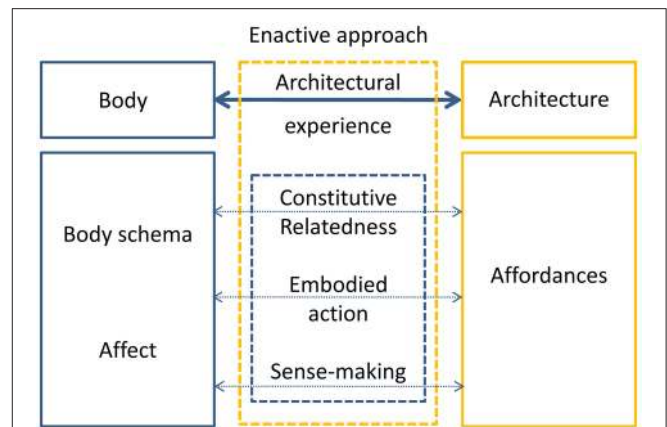 Enactive approach
Body
Architectural
experience
Architecture
Body schema
Affect
Constitutive
Relatedness
Embodied
action
Sense-making
Affordances